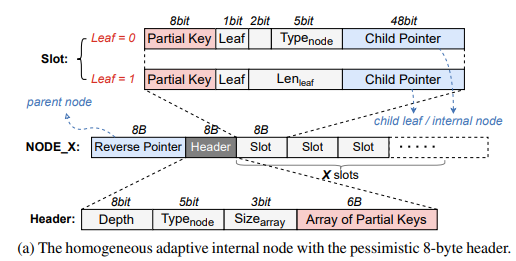 8bit 1bit 2bit 5bit 48bit
Slot: Leaf = 0 Partial Key Leaf Typenode Child Pointer
Leaf = 1 Partial Key Leaf Lenleaf Child Pointer
parent node
child leaf / internal node
8B 8B 8B
NODE_X: Reverse Pointer Header Slot Slot Slot .....
X slots
8bit 5bit 3bit 6B
Header: Depth Typenode Sizearray Array of Partial Keys
(a) The homogeneous adaptive internal node with the pessimistic 8-byte header.